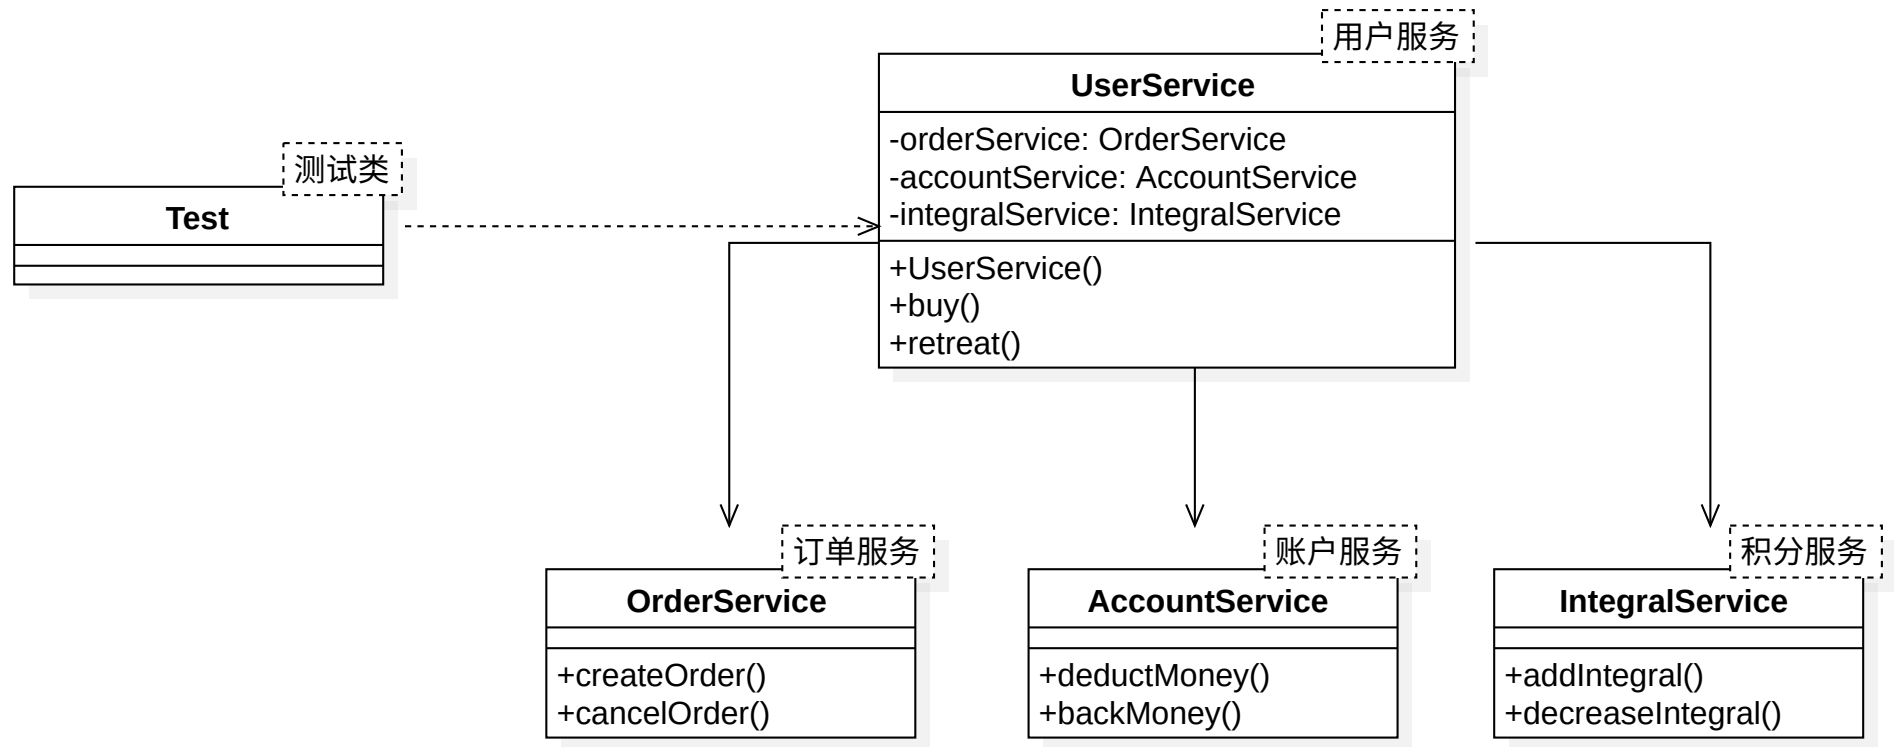 用户服务
UserService
-orderService: OrderService
-accountService: AccountService
-integralService: IntegralService
+UserService()
+buy()
+retreat()
测试类
Test
订单服务
OrderService
+createOrder()
+cancelOrder()
账户服务
AccountService
+deductMoney()
+backMoney()
积分服务
IntegralService
+addIntegral()
+decreaseIntegral()